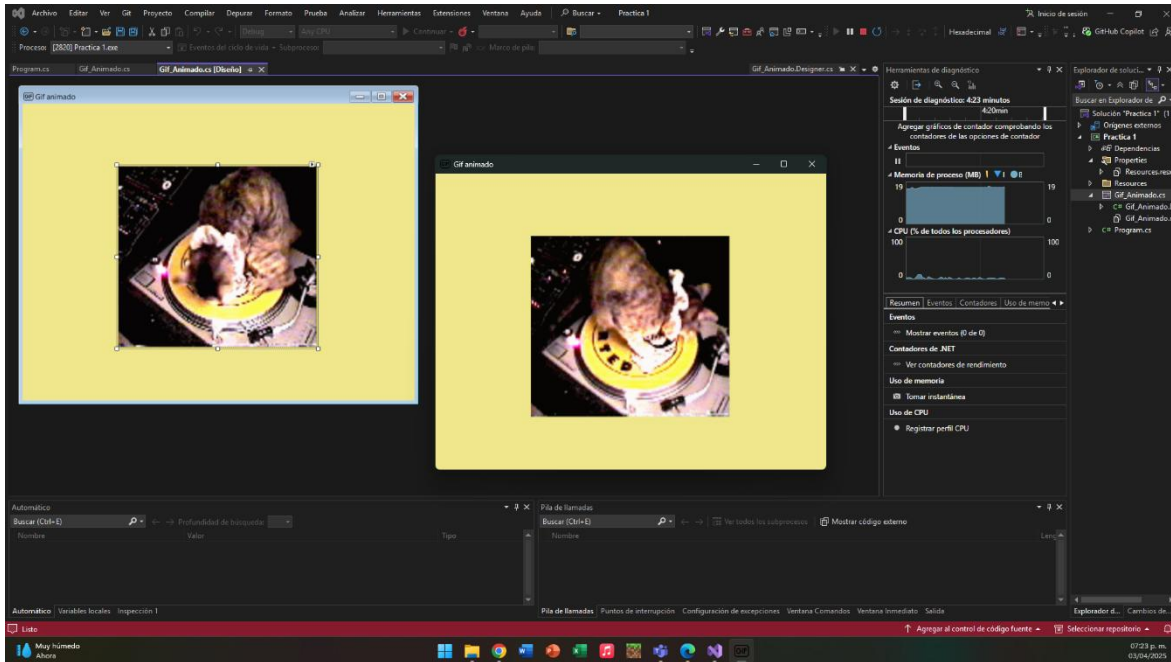 Archivo Editar Ver Git Proyecto Compilar Depurar Formato Prueba Analizar Herramientas Extensiones Ventana Ayuda Buscar Practica 1 Inicio de sesión
Debug Any CPU Continuar Hexadecimal GitHub Copilot
Proceso: [2820] Practica 1.exe Eventos del ciclo de vida Subproceso: Marco de pila:
Program.cs Gif_Animado.cs Gif_Animado.cs [Diseño] Gif_Animado.Designer.cs
Gif animado
Gif animado
Herramientas de diagnóstico
Sesión de diagnóstico: 4:23 minutos
4:20min
Agregar gráficos de contador comprobando los
contadores de las opciones de contador
Eventos
Memoria de proceso (MB)
19 19
0 0
CPU (% de todos los procesadores)
100 100
0 0
Resumen Eventos Contadores Uso de memo
Eventos
Mostrar eventos (0 de 0)
Contadores de .NET
Ver contadores de rendimiento
Uso de memoria
Tomar instantánea
Uso de CPU
Registrar perfil CPU
Explorador de soluci...
Buscar en Explorador de
Solución "Practica 1" (1
Orígenes externos
Practica 1
Dependencias
Properties
Resources.res
Resources
Gif_Animado.cs
C# Gif_Animado.
Gif_Animado.
C# Program.cs
Automático
Buscar (Ctrl+E) Profundidad de búsqueda:
Nombre Valor Tipo
Automático Variables locales Inspección 1
Pila de llamadas
Buscar (Ctrl+E) Ver todos los subprocesos Mostrar código externo
Nombre Leng
Pila de llamadas Puntos de interrupción Configuración de excepciones Ventana Comandos Ventana Inmediato Salida
Explorador d... Cambios de...
Listo Agregar al control de código fuente Seleccionar repositorio
Muy húmedo
Ahora
07:23 p. m.
03/04/2025